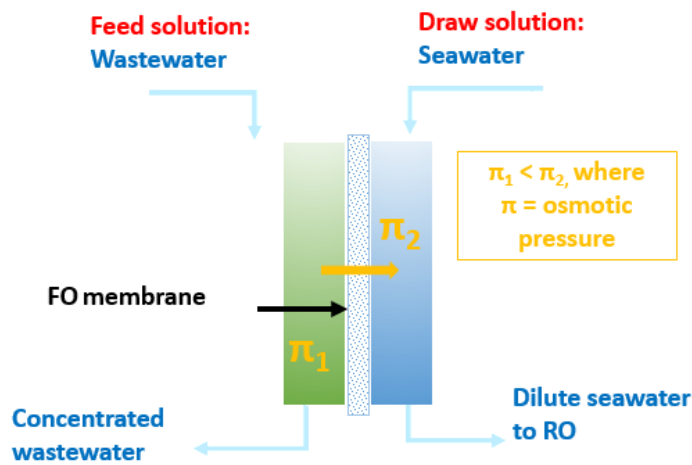 Feed solution:
Wastewater
Draw solution:
Seawater
π₁ < π₂, where
π = osmotic
pressure
π₂
FO membrane
π₁
Concentrated
wastewater
Dilute seawater
to RO